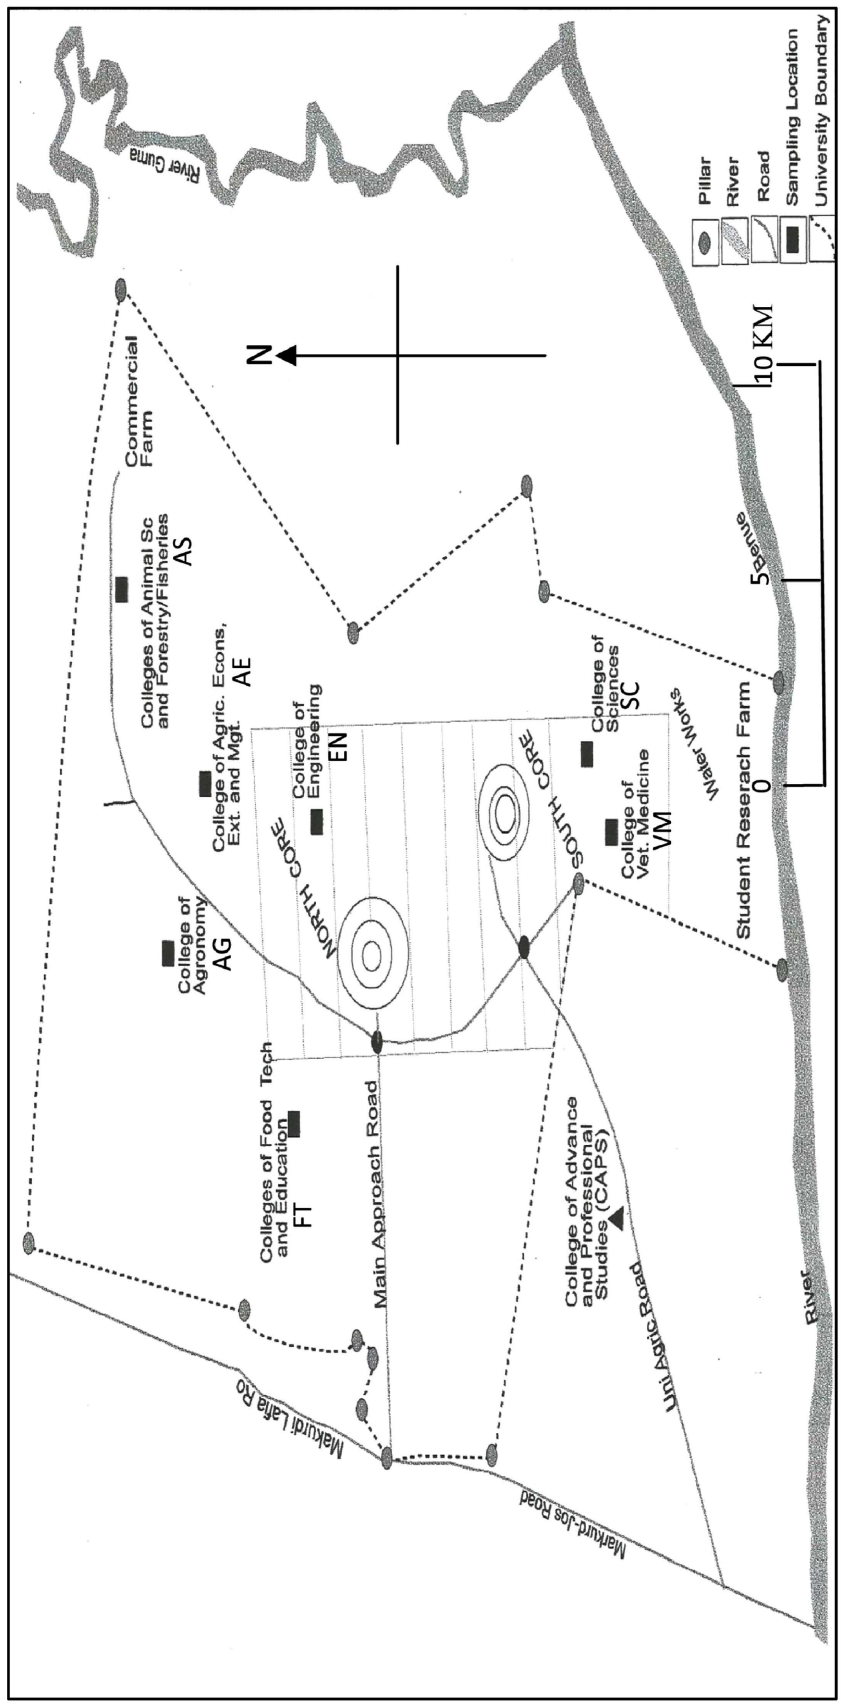 River Guma
Commercial
Farm
Colleges of Animal Sc
and Forestry/Fisheries
AS
Colleges of Agric. Econs,
Ext. and Mgt.
AE
College of
Engineering
EN
NORTH CORE
College of
Agronomy
AG
Colleges of Food Tech
and Education
FT
Main Approach Road
Makurdi Lafia Ro
Markurd-Jos Road
N
SOUTH CORE
College of
Sciences
SC
College of
Vet. Medicine
VM
Water Works
Student Reserach Farm
College of Advance
and Professional
Studies (CAPS)
Uni Agric Road
River
Benue
0
5
10 KM
Pillar
River
Road
Sampling Location
University Boundary